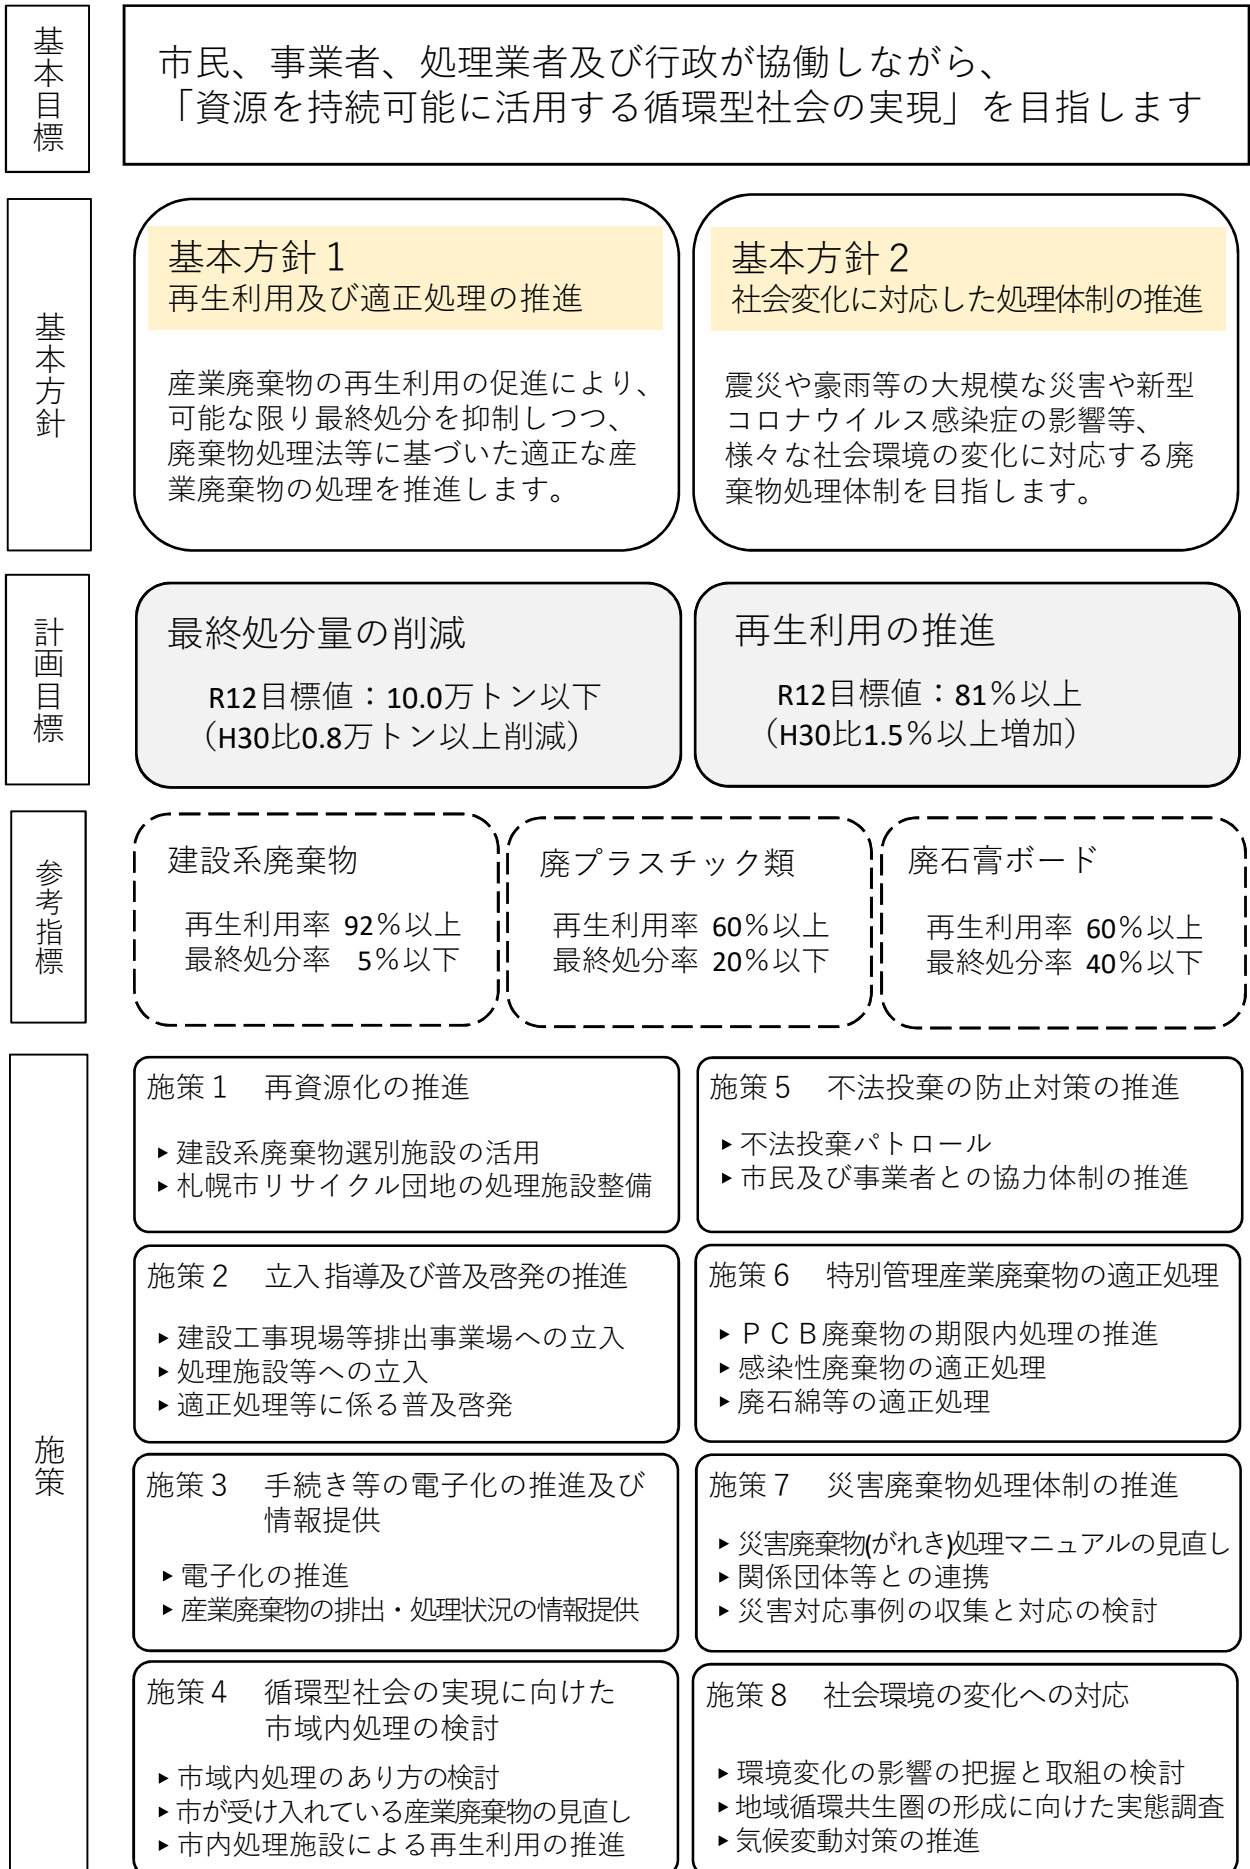 基本目標
市民、事業者、処理業者及び行政が協働しながら、
「資源を持続可能に活用する循環型社会の実現」を目指します
基本方針
基本方針１
再生利用及び適正処理の推進
産業廃棄物の再生利用の促進により、
可能な限り最終処分を抑制しつつ、
廃棄物処理法等に基づいた適正な産
業廃棄物の処理を推進します。
基本方針２
社会変化に対応した処理体制の推進
震災や豪雨等の大規模な災害や新型
コロナウイルス感染症の影響等、
様々な社会環境の変化に対応する廃
棄物処理体制を目指します。
計画目標
最終処分量の削減
R12目標値：10.0万トン以下
（H30比0.8万トン以上削減）
再生利用の推進
R12目標値：81％以上
（H30比1.5％以上増加）
参考指標
建設系廃棄物
再生利用率 92％以上
最終処分率 5％以下
廃プラスチック類
再生利用率 60％以上
最終処分率 20％以下
廃石膏ボード
再生利用率 60％以上
最終処分率 40％以下
施策
施策１　再資源化の推進
▸建設系廃棄物選別施設の活用
▸札幌市リサイクル団地の処理施設整備
施策２　立入指導及び普及啓発の推進
▸建設工事現場等排出事業場への立入
▸処理施設等への立入
▸適正処理等に係る普及啓発
施策３　手続き等の電子化の推進及び
情報提供
▸電子化の推進
▸産業廃棄物の排出・処理状況の情報提供
施策４　循環型社会の実現に向けた
市域内処理の検討
▸市域内処理のあり方の検討
▸市が受け入れている産業廃棄物の見直し
▸市内処理施設による再生利用の推進
施策５　不法投棄の防止対策の推進
▸不法投棄パトロール
▸市民及び事業者との協力体制の推進
施策６　特別管理産業廃棄物の適正処理
▸ＰＣＢ廃棄物の期限内処理の推進
▸感染性廃棄物の適正処理
▸廃石綿等の適正処理
施策７　災害廃棄物処理体制の推進
▸災害廃棄物(がれき)処理マニュアルの見直し
▸関係団体等との連携
▸災害対応事例の収集と対応の検討
施策８　社会環境の変化への対応
▸環境変化の影響の把握と取組の検討
▸地域循環共生圏の形成に向けた実態調査
▸気候変動対策の推進